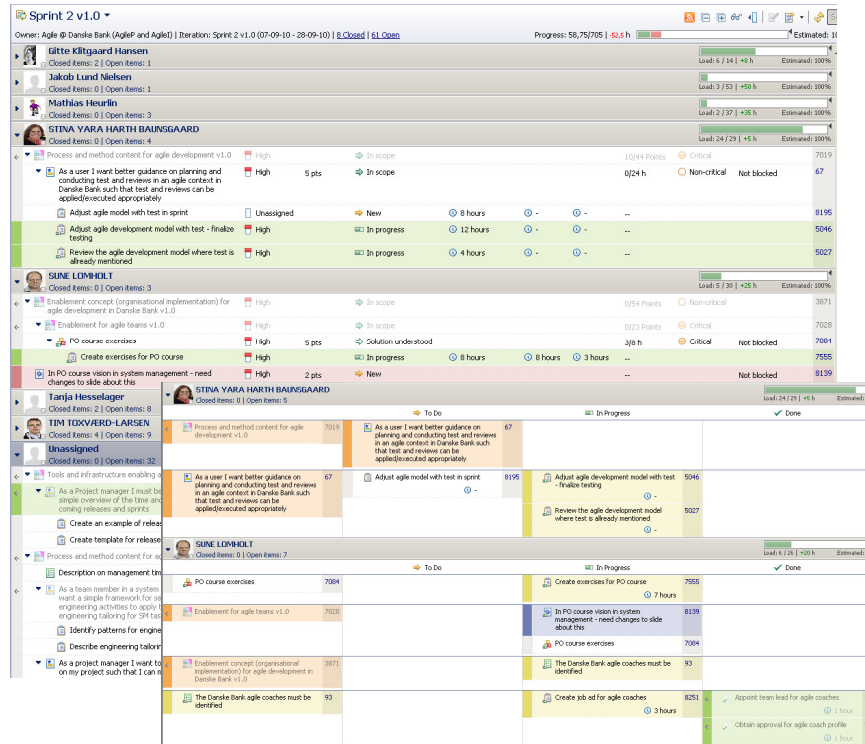 Sprint 2 v1.0
Owner: Agile @ Danske Bank (AgileP and AgileI) | Iteration: Sprint 2 v1.0 (07-09-10 - 28-09-10) | 8 Closed | 61 Open Progress: 58,75/705 | -52,5 h Estimated:
Gitte Klitgaard Hansen
Closed items: 2 | Open items: 1 Load: 6 / 14 | +8 h Estimated: 100%
Jakob Lund Nielsen
Closed items: 0 | Open items: 1 Load: 3 / 53 | +50 h Estimated: 100%
Mathias Heurlin
Closed items: 0 | Open items: 3 Load: 2 / 37 | +35 h Estimated: 100%
STINA YARA HARTH BAUNSGAARD
Closed items: 0 | Open items: 4 Load: 24 / 29 | +5 h Estimated: 100%
Process and method content for agile development v1.0 High In scope 10/44 Points Critical 7019
As a user I want better guidance on planning and High 5 pts In scope 0/24 h Non-critical Not blocked 67
conducting test and reviews in an agile context in
Danske Bank such that test and reviews can be
applied/executed appropriately
Adjust agile model with test in sprint Unassigned New 8 hours - - -- 8195
Adjust agile development model with test - finalize High In progress 12 hours - - -- 5046
testing
Review the agile development model where test is High In progress 4 hours - - -- 5027
allready mentioned
SUNE LOMHOLT
Closed items: 0 | Open items: 3 Load: 5 / 30 | +25 h Estimated: 100%
Enablement concept (organisational implementation) for High In scope 0/54 Points Non-critical 3871
agile development in Danske Bank v1.0
Enablement for agile teams v1.0 High In scope 0/23 Points Critical 7028
PO course exercises High 5 pts Solution understood 3/8 h Critical Not blocked 7084
Create exercises for PO course High In progress 8 hours 8 hours 3 hours -- 7555
In PO course vision in system management - need High 2 pts New -- Not blocked 8139
changes to slide about this
Tanja Hesselager
Closed items: 2 | Open items: 8
TIM TOXVÆRD-LARSEN
Closed items: 4 | Open items: 9
Unassigned
Closed items: 0 | Open items: 32
Tools and infrastructure enabling a
As a Project manager I must be
simple overview of the time and
coming releases and sprints
Create an example of releas
Create template for release
Process and method content for ag
Description on management tim
As a team member in a system
want a simple framework for se
engineering activities to apply t
engineering tailoring for SM tas
Identify patterns for engine
Describe engineering tailorin
As a project manager I want to
on my project such that I can m
STINA YARA HARTH BAUNSGAARD
Closed items: 0 | Open items: 5 Load: 24 / 29 | +5 h Estimated:
To Do In Progress Done
Process and method content for agile 7019 As a user I want better guidance on 67
development v1.0 planning and conducting test and reviews
in an agile context in Danske Bank such
that test and reviews can be
applied/executed appropriately
As a user I want better guidance on 67 Adjust agile model with test in sprint 8195 Adjust agile development model with test 5046
planning and conducting test and reviews - - finalize testing
in an agile context in Danske Bank such -
that test and reviews can be Review the agile development model 5027
applied/executed appropriately where test is allready mentioned
-
SUNE LOMHOLT
Closed items: 0 | Open items: 7 Load: 6 / 26 | +20 h Estimated:
To Do In Progress Done
PO course exercises 7084 Create exercises for PO course 7555
7 hours
Enablement for agile teams v1.0 7028 In PO course vision in system 8139
management - need changes to slide
about this
PO course exercises 7084
Enablement concept (organisational 3871 The Danske Bank agile coaches must be 93
implementation) for agile development in identified
Danske Bank v1.0
The Danske Bank agile coaches must be 93 Create job ad for agile coaches 8251 Appoint team lead for agile coaches
identified 3 hours 1 hour
Obtain approval for agile coach profile
1 hour